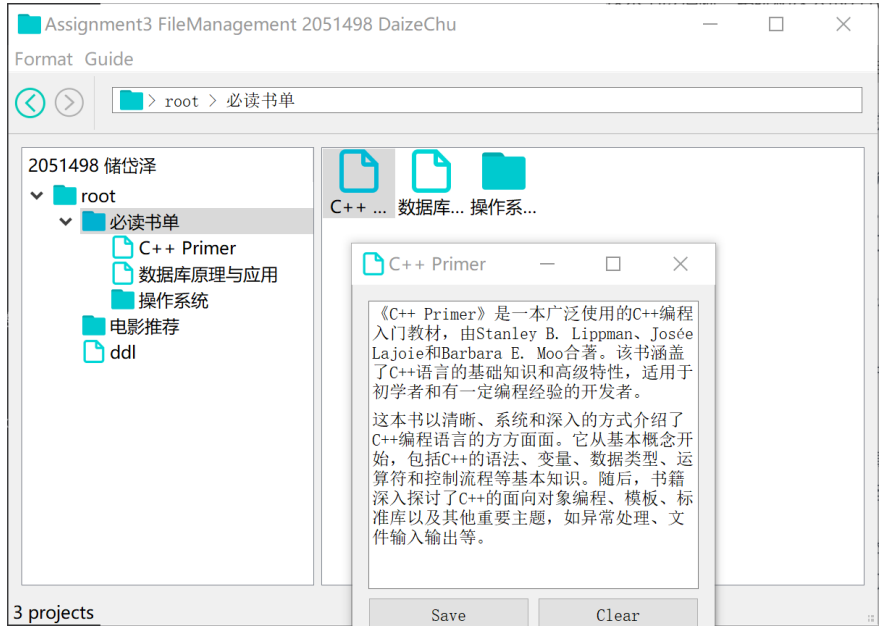 Assignment3 FileManagement 2051498 DaizeChu
Format Guide
> root > 必读书单
2051498 储岱泽
root
必读书单
C++ Primer
数据库原理与应用
操作系统
电影推荐
ddl
C++ ... 数据库... 操作系...
C++ Primer
《C++ Primer》是一本广泛使用的C++编程
入门教材，由Stanley B. Lippman、Josée
Lajoie和Barbara E. Moo合著。该书涵盖
了C++语言的基础知识和高级特性，适用于
初学者和有一定编程经验的开发者。
这本书以清晰、系统和深入的方式介绍了
C++编程语言的方方面面。它从基本概念开
始，包括C++的语法、变量、数据类型、运
算符和控制流程等基本知识。随后，书籍
深入探讨了C++的面向对象编程、模板、标
准库以及其他重要主题，如异常处理、文
件输入输出等。
Save Clear
3 projects